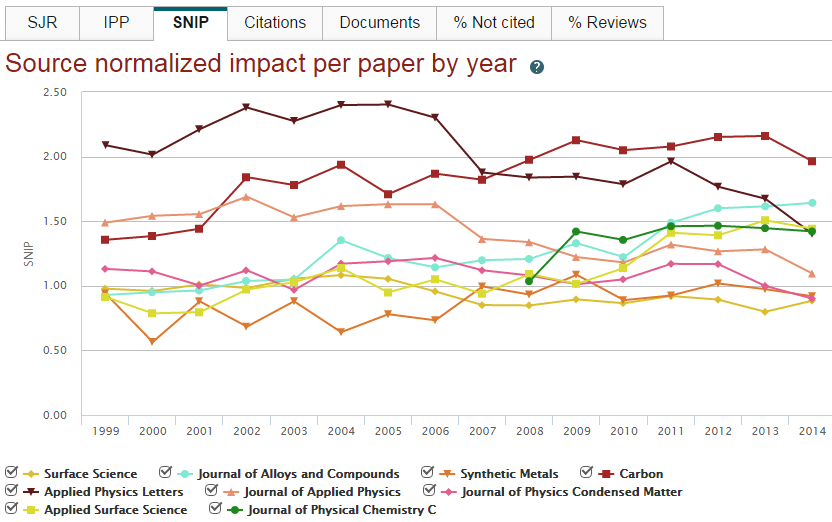 SJR IPP SNIP Citations Documents % Not cited % Reviews
Source normalized impact per paper by year ?
2.50
2.00
1.50
SNIP
1.00
0.50
0.00
1999 2000 2001 2002 2003 2004 2005 2006 2007 2008 2009 2010 2011 2012 2013 2014
Surface Science Journal of Alloys and Compounds Synthetic Metals Carbon
Applied Physics Letters Journal of Applied Physics Journal of Physics Condensed Matter
Applied Surface Science Journal of Physical Chemistry C